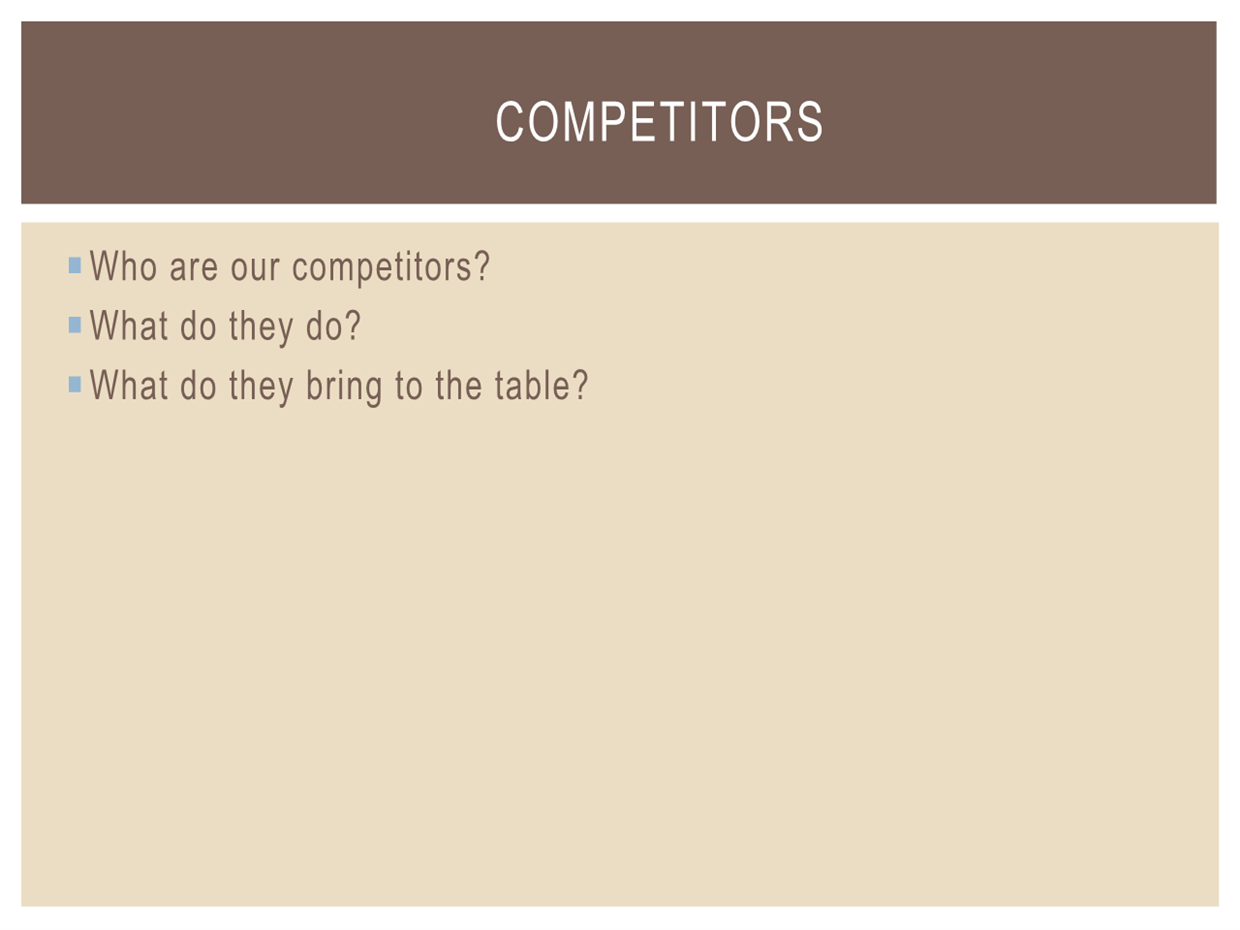 COMPETITORS
Who are our competitors?
What do they do?
What do they bring to the table?